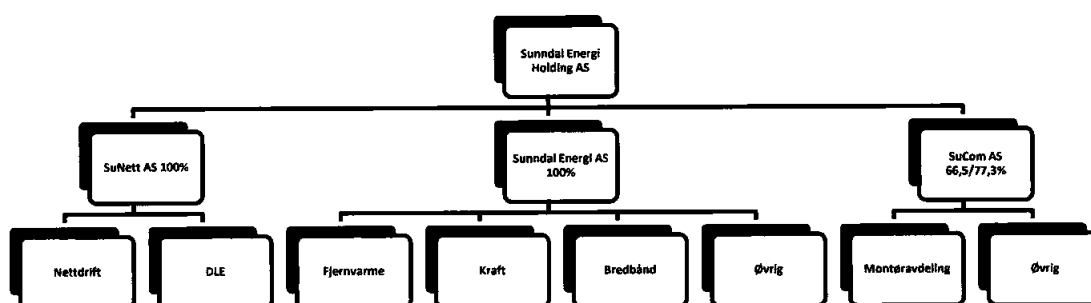 Sunndal Energi
Holding AS
SuNett AS 100%
Sunndal Energi AS
100%
SuCom AS
66,5/77,3%
Nettdrift
DLE
Fjernvarme
Kraft
Bredbånd
Øvrig
Montøravdeling
Øvrig